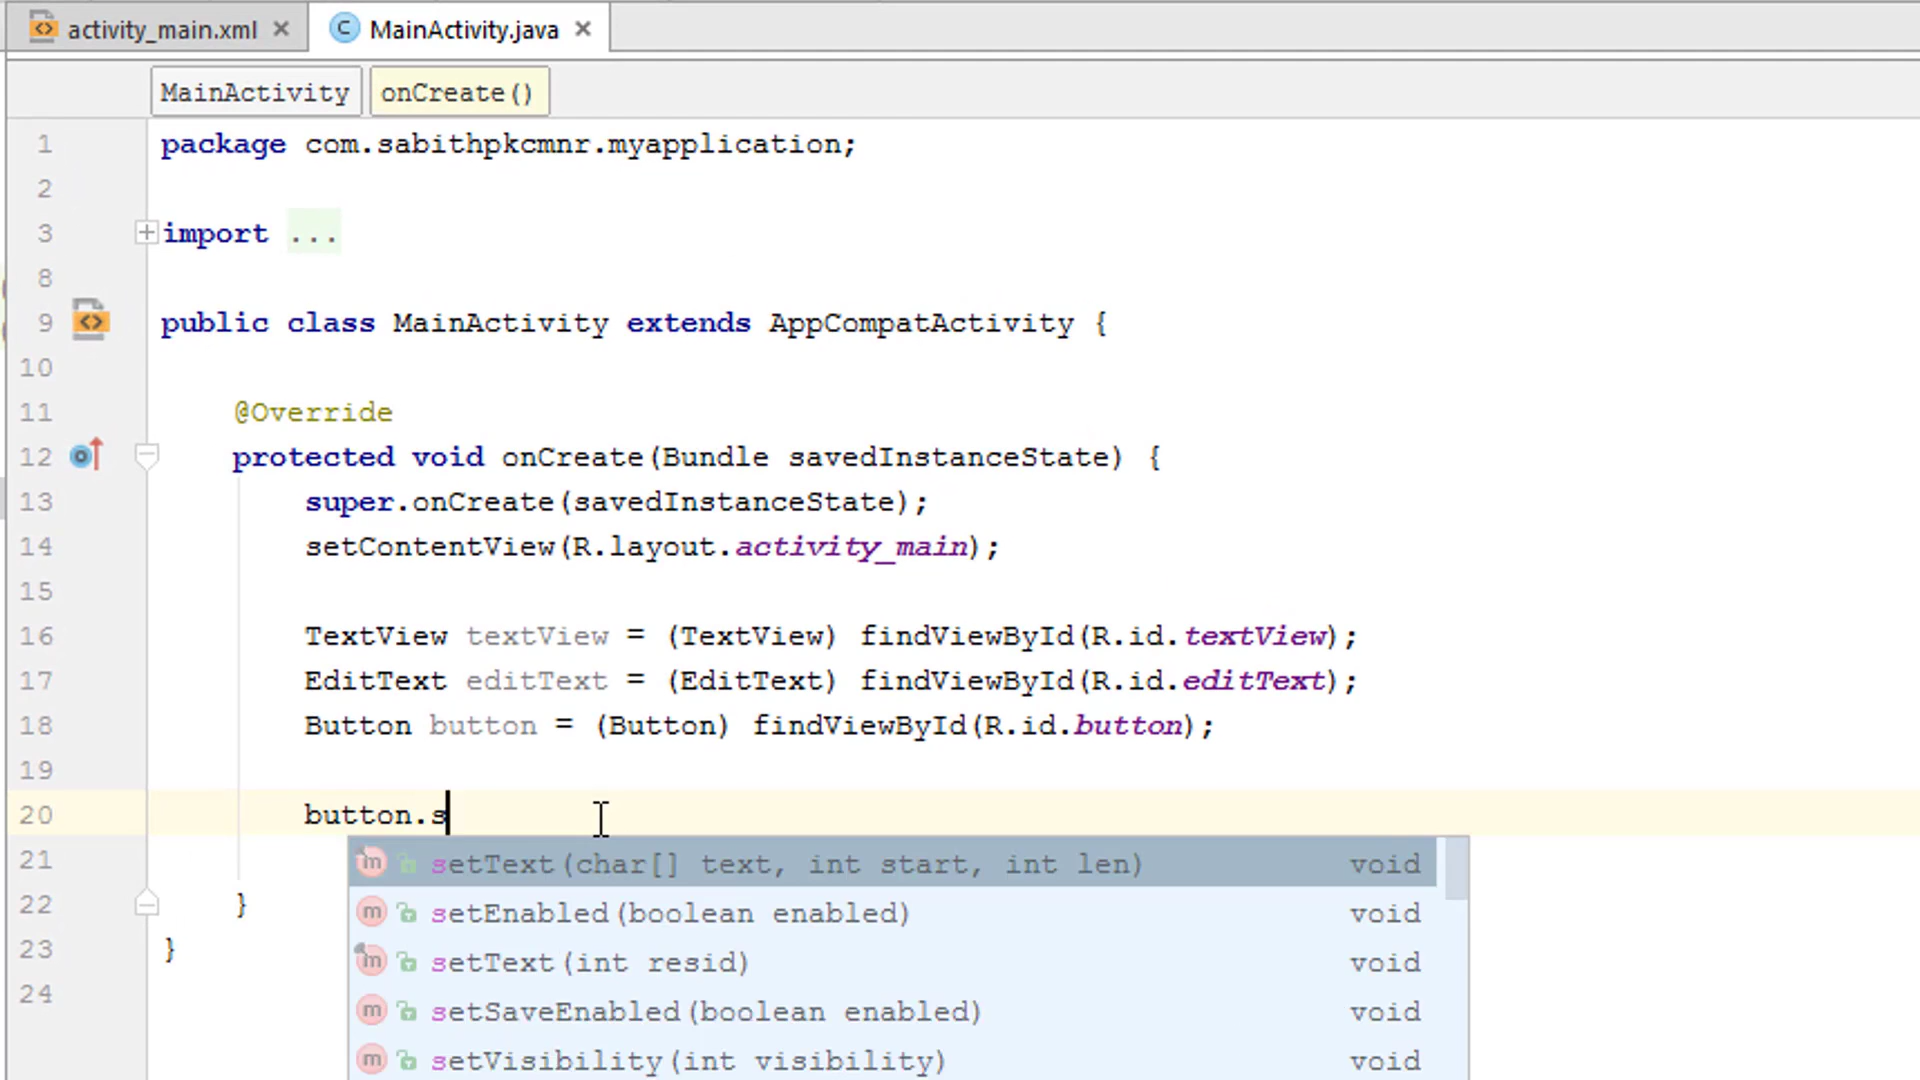 activity_main.xml MainActivity.java
MainActivity onCreate()
1 package com.sabithpkcmnr.myapplication;
2
3 import ...
8
9 public class MainActivity extends AppCompatActivity {
10
11 @Override
12 protected void onCreate(Bundle savedInstanceState) {
13 super.onCreate(savedInstanceState);
14 setContentView(R.layout.activity_main);
15
16 TextView textView = (TextView) findViewById(R.id.textView);
17 EditText editText = (EditText) findViewById(R.id.editText);
18 Button button = (Button) findViewById(R.id.button);
19
20 button.s
21 setText(char[] text, int start, int len) void
setEnabled(boolean enabled) void
22 }
setText(int resid) void
23 }
24 setSaveEnabled(boolean enabled) void
setVisibility(int visibility) void